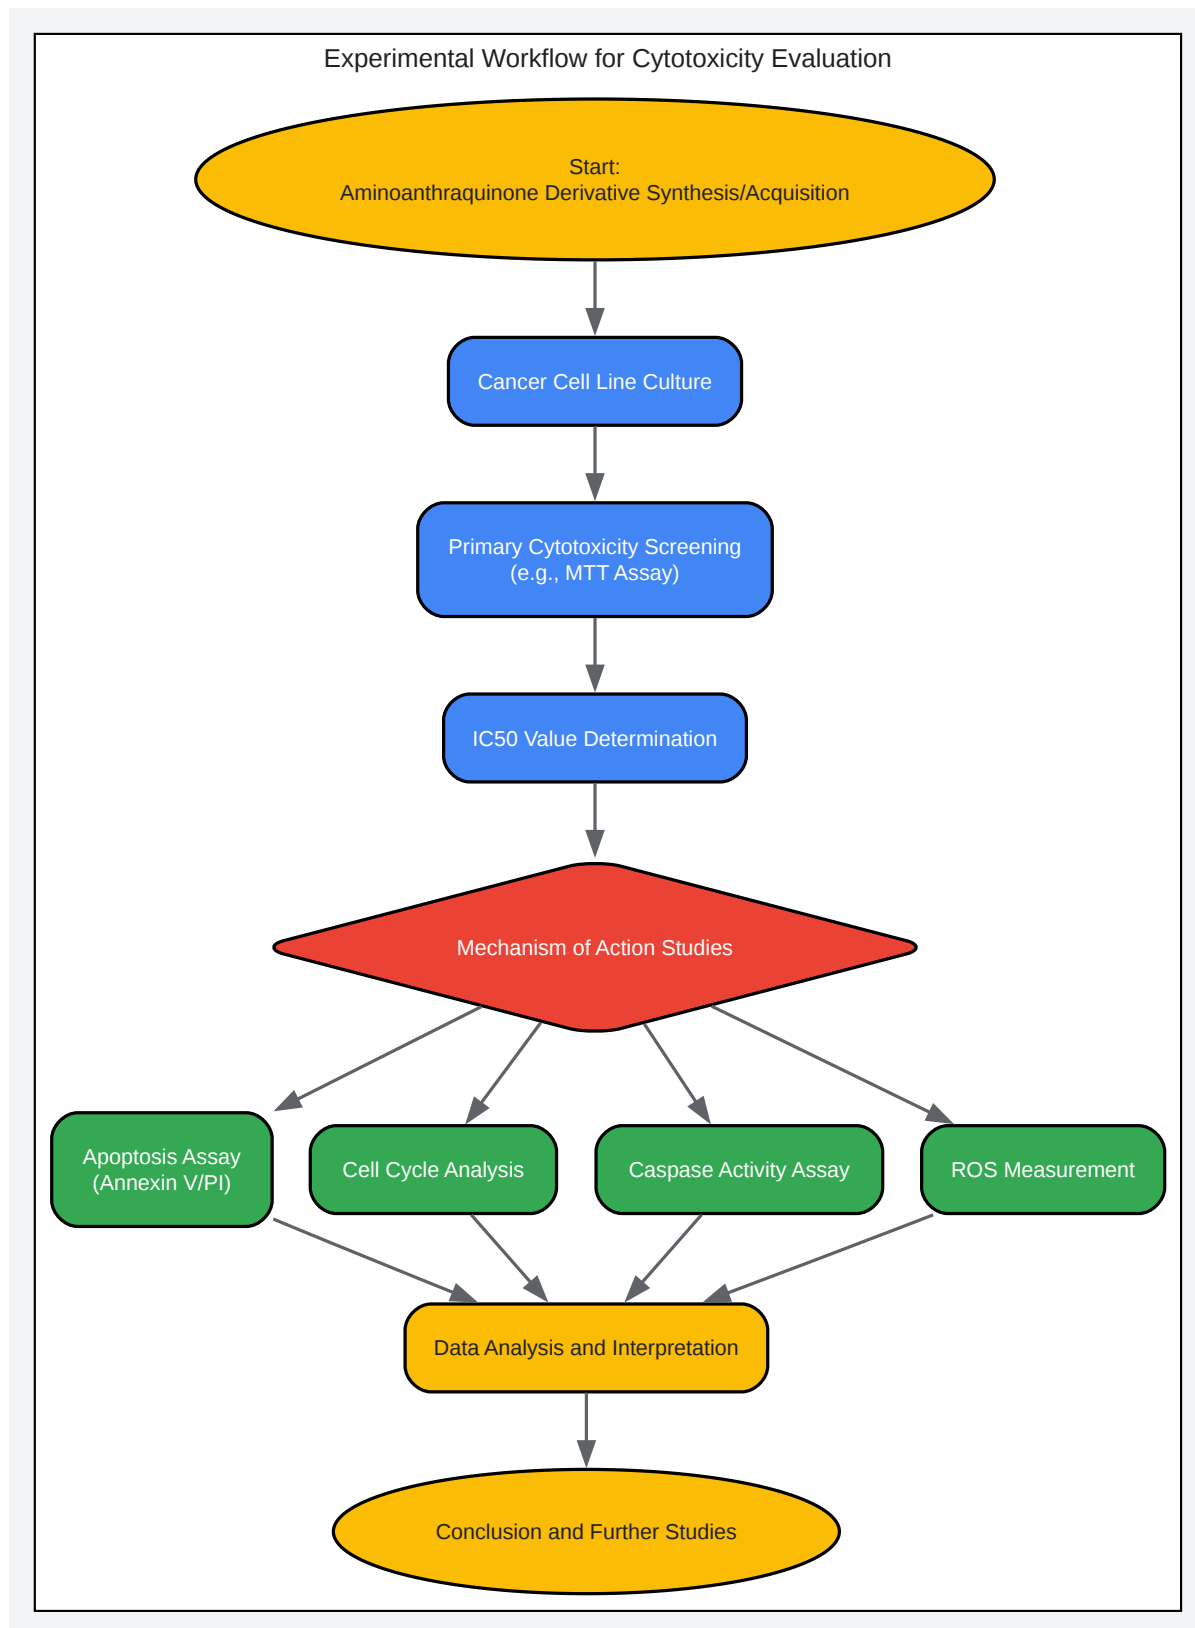 Experimental Workflow for Cytotoxicity Evaluation
Start:
Aminoanthraquinone Derivative Synthesis/Acquisition
Cancer Cell Line Culture
Primary Cytotoxicity Screening
(e.g., MTT Assay)
IC50 Value Determination
Mechanism of Action Studies
Apoptosis Assay
(Annexin V/PI)
Cell Cycle Analysis
Caspase Activity Assay
ROS Measurement
Data Analysis and Interpretation
Conclusion and Further Studies